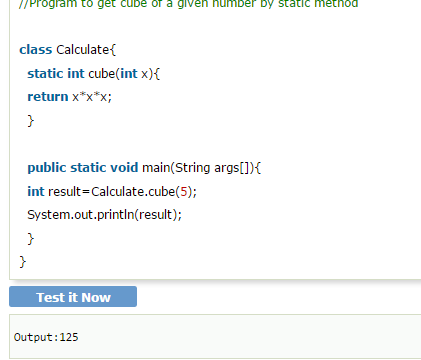 //Program to get cube of a given number by static method
class Calculate{
static int cube(int x){
return x*x*x;
}
public static void main(String args[]){
int result=Calculate.cube(5);
System.out.println(result);
}
}
Test it Now
Output:125